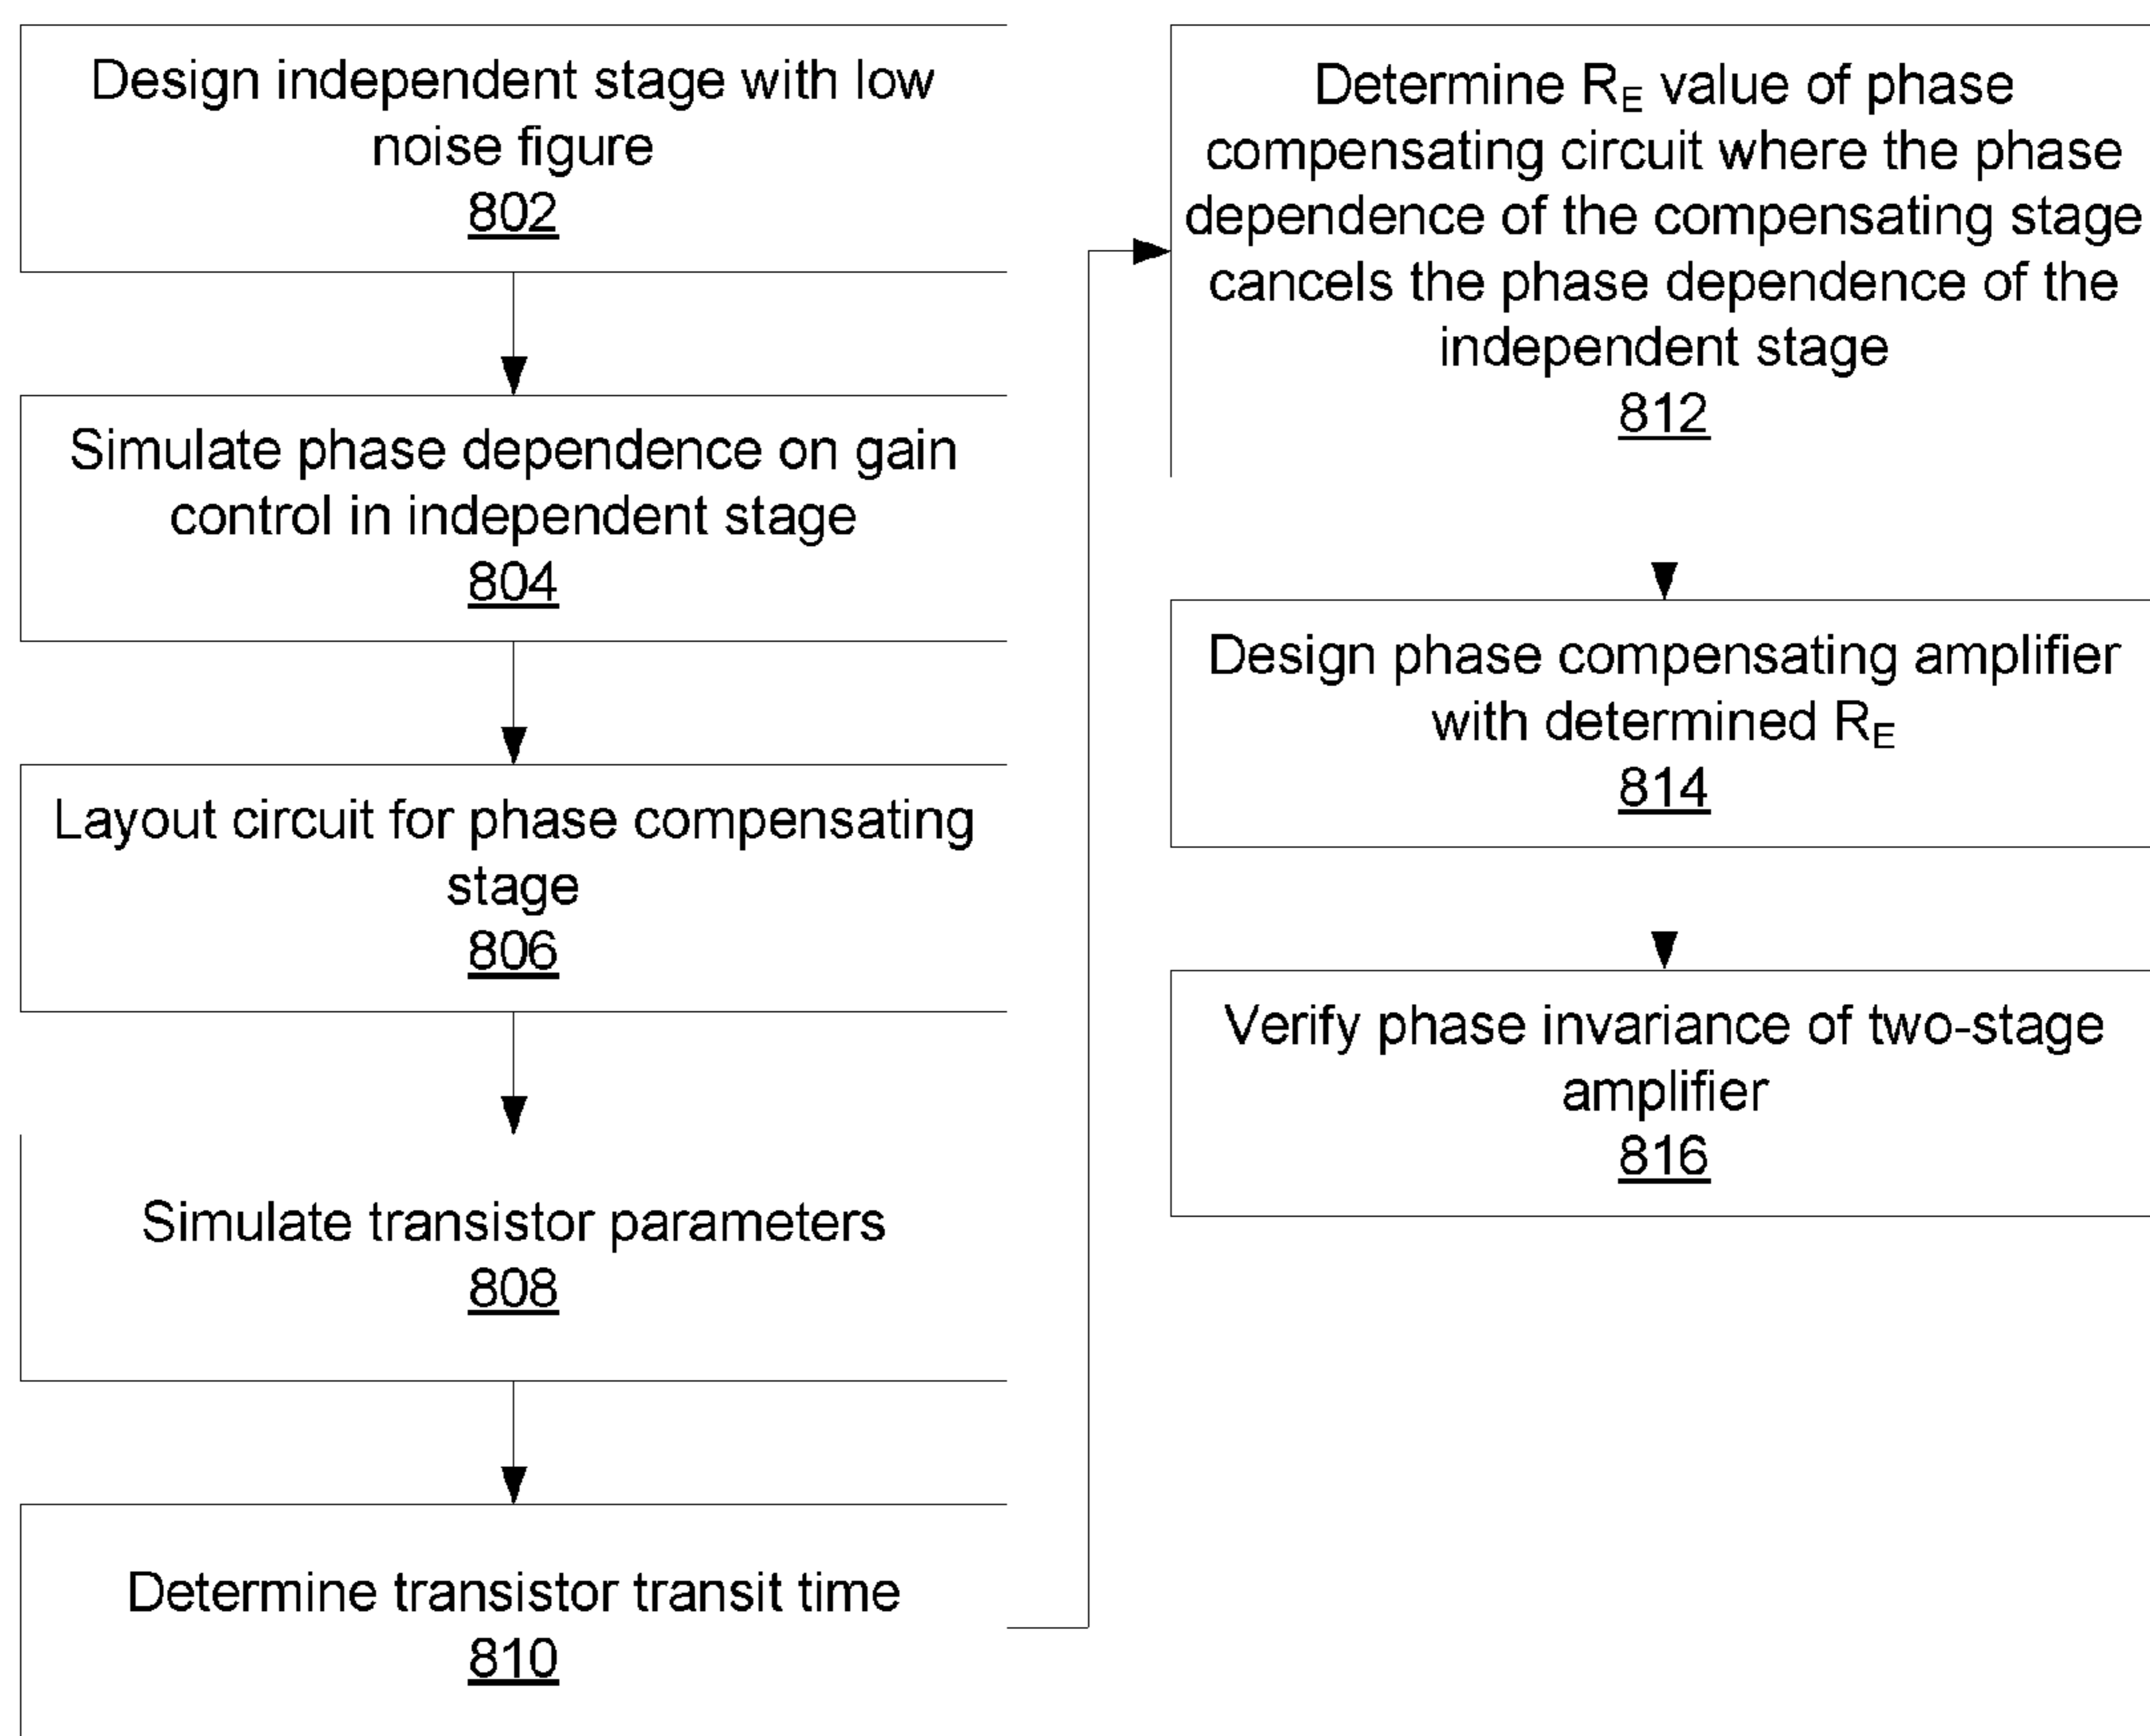 Design independent stage with low
noise figure
802
Simulate phase dependence on gain
control in independent stage
804
Layout circuit for phase compensating
stage
806
Simulate transistor parameters
808
Determine transistor transit time
810
Determine RE value of phase
compensating circuit where the phase
dependence of the compensating stage
cancels the phase dependence of the
independent stage
812
Design phase compensating amplifier
with determined RE
814
Verify phase invariance of two-stage
amplifier
816